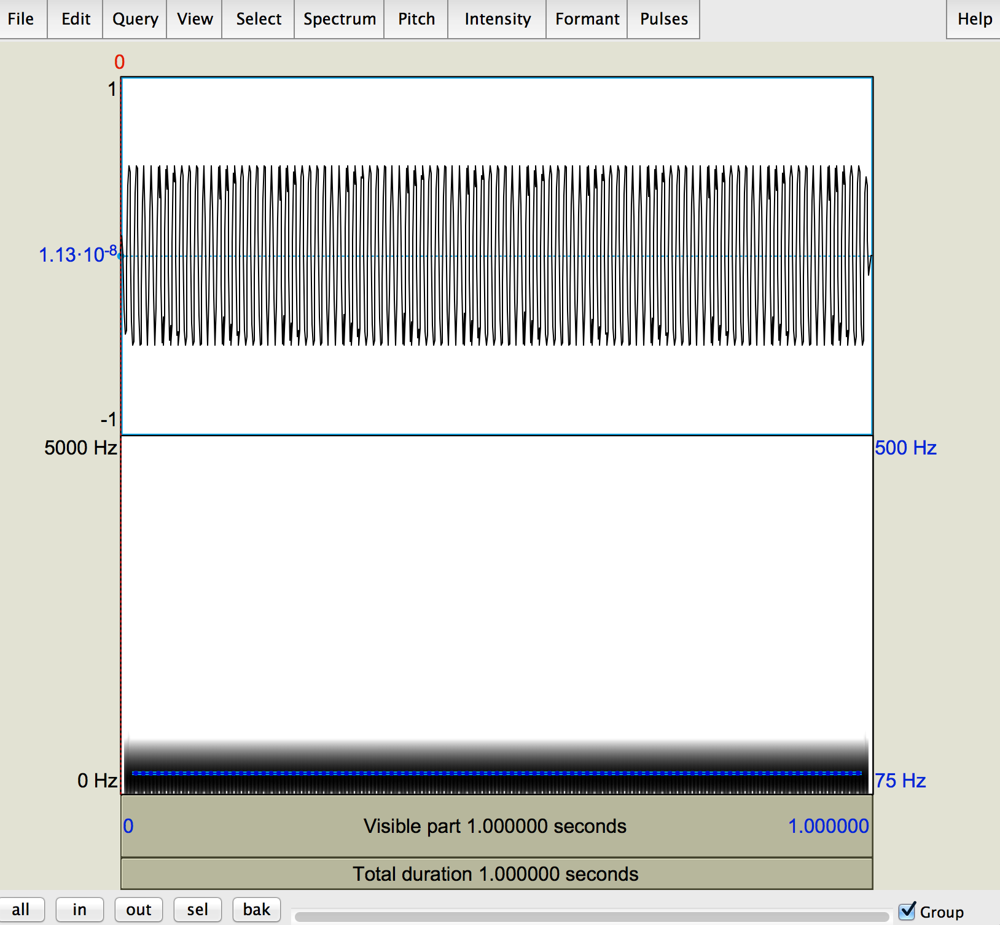 File Edit Query View Select Spectrum Pitch Intensity Formant Pulses Help
0
1
1.13·10-8
-1
5000 Hz 500 Hz
0 Hz 75 Hz
0 Visible part 1.000000 seconds 1.000000
Total duration 1.000000 seconds
all in out sel bak Group